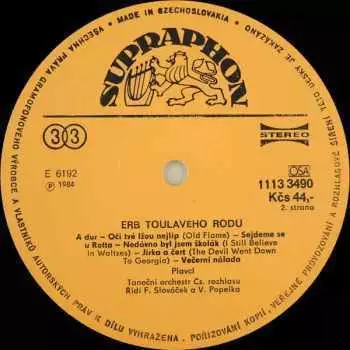 MADE IN CZECHOSLOVAKIA
VŠECHNA PRÁVA GRAMOFONOVÉHO VÝROBCE A VLASTNÍKŮ AUTORSKÝCH PRÁV K DÍLU VYHRAZENA. POŘIZOVÁNÍ KOPIÍ, VEŘEJNÉ PROVOZOVÁNÍ A ROZHLASOVÉ ŠÍŘENÍ TÉTO DESKY JE ZAKÁZÁNO.
SUPRAPHON
33
STEREO
E 6192
℗ 1984
OSA
1113 3490
Kčs 44,-
2. strana
ERB TOULAVÉHO RODU
A dur – Oči tvé lžou nejlíp (Old Flame) – Sejdeme se
u Rotta – Nedávno byl jsem školák (I Still Believe
in Waltzes) – Jirka a čert (The Devil Went Down
To Georgia) – Večerní nálada
Plavci
Taneční orchestr Čs. rozhlasu
Řídí F. Slováček a V. Popelka